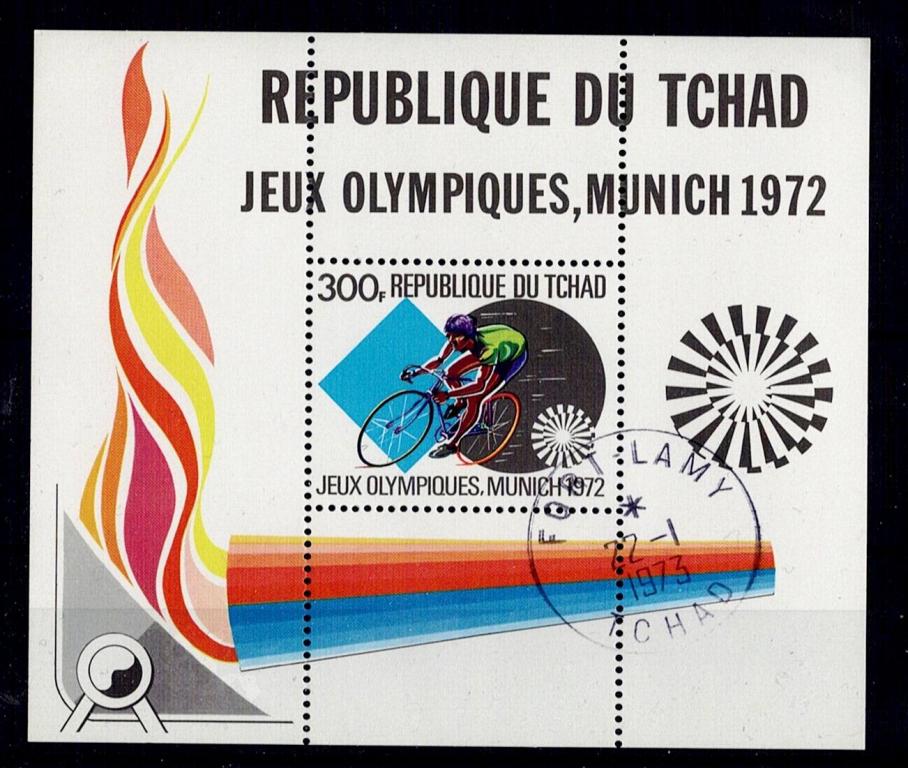 REPUBLIQUE DU TCHAD
JEUX OLYMPIQUES, MUNICH 1972
300F REPUBLIQUE DU TCHAD
JEUX OLYMPIQUES, MUNICH 1972
FORT-LAMY
*
22-1
1973
TCHAD